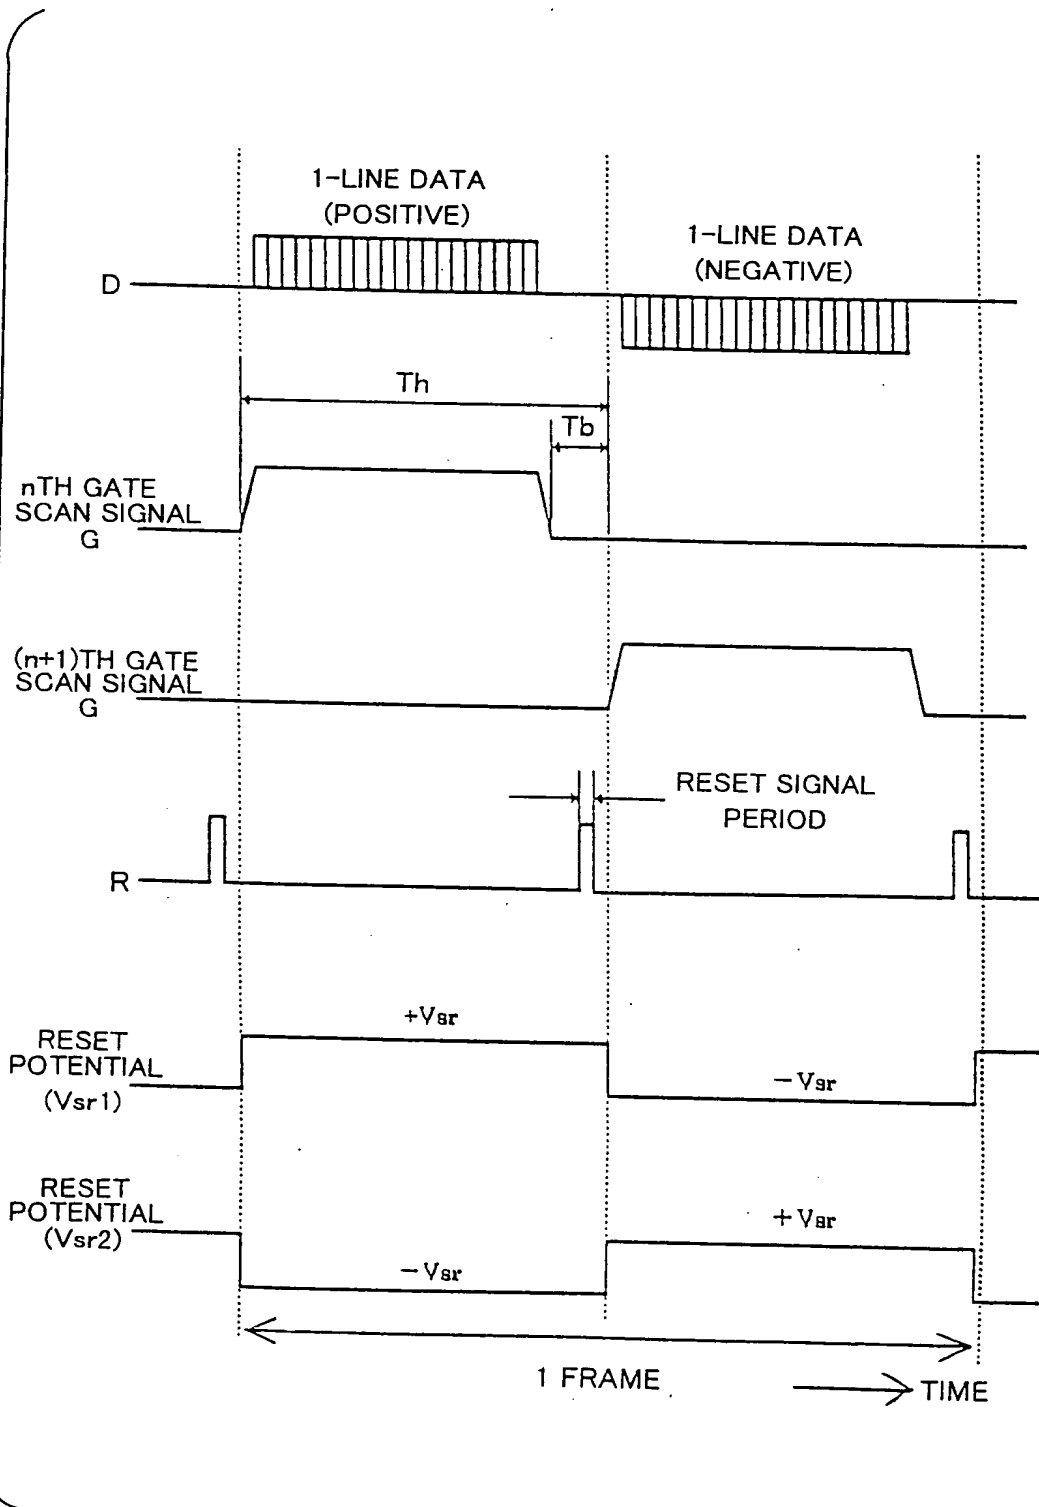 1-LINE DATA
(POSITIVE)
1-LINE DATA
(NEGATIVE)
D
Th
Tb
nTH GATE
SCAN SIGNAL
G
(n+1)TH GATE
SCAN SIGNAL
G
RESET SIGNAL
PERIOD
R
+Vsr
RESET
POTENTIAL
(Vsr1)
−Vsr
RESET
POTENTIAL
(Vsr2)
+Vsr
−Vsr
1 FRAME
TIME